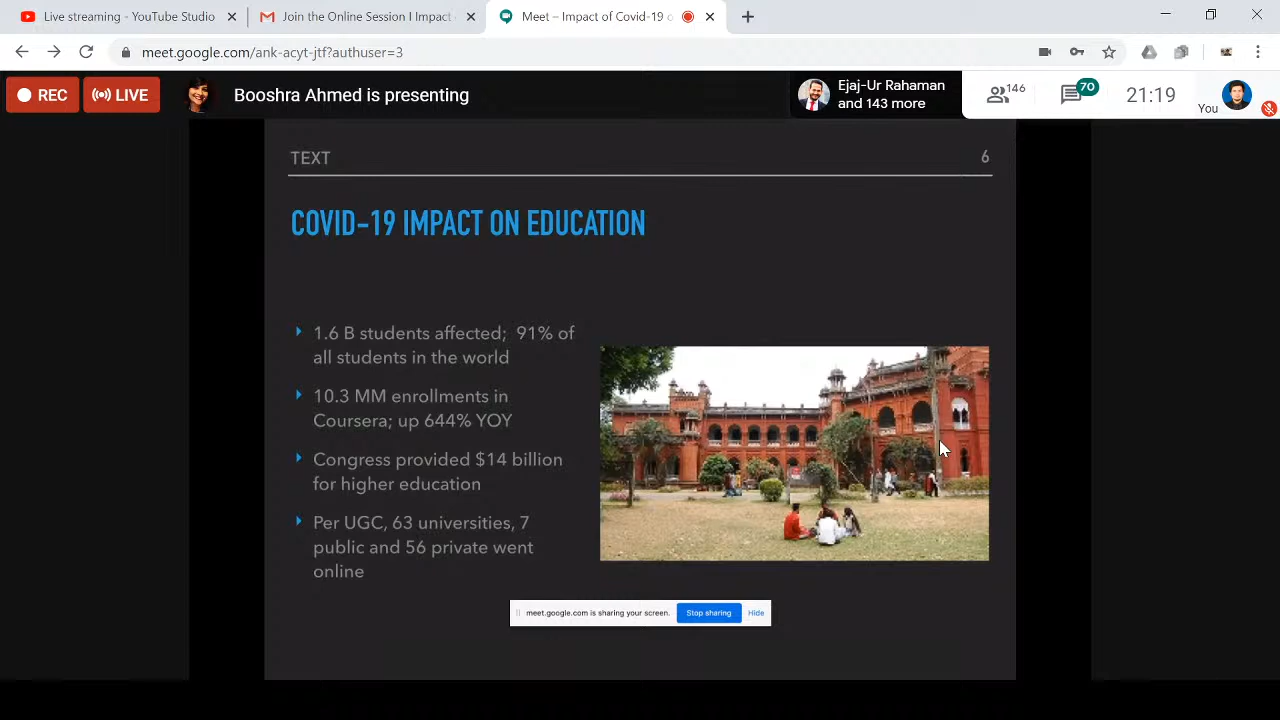 Live streaming - YouTube Studio
Join the Online Session I Impact
Meet – Impact of Covid-19 o
meet.google.com/ank-acyt-jtf?authuser=3
REC
LIVE
Booshra Ahmed is presenting
Ejaj-Ur Rahaman
and 143 more
146
70
21:19
You
TEXT
6
COVID-19 IMPACT ON EDUCATION
1.6 B students affected; 91% of
all students in the world
10.3 MM enrollments in
Coursera; up 644% YOY
Congress provided $14 billion
for higher education
Per UGC, 63 universities, 7
public and 56 private went
online
meet.google.com is sharing your screen.
Stop sharing
Hide